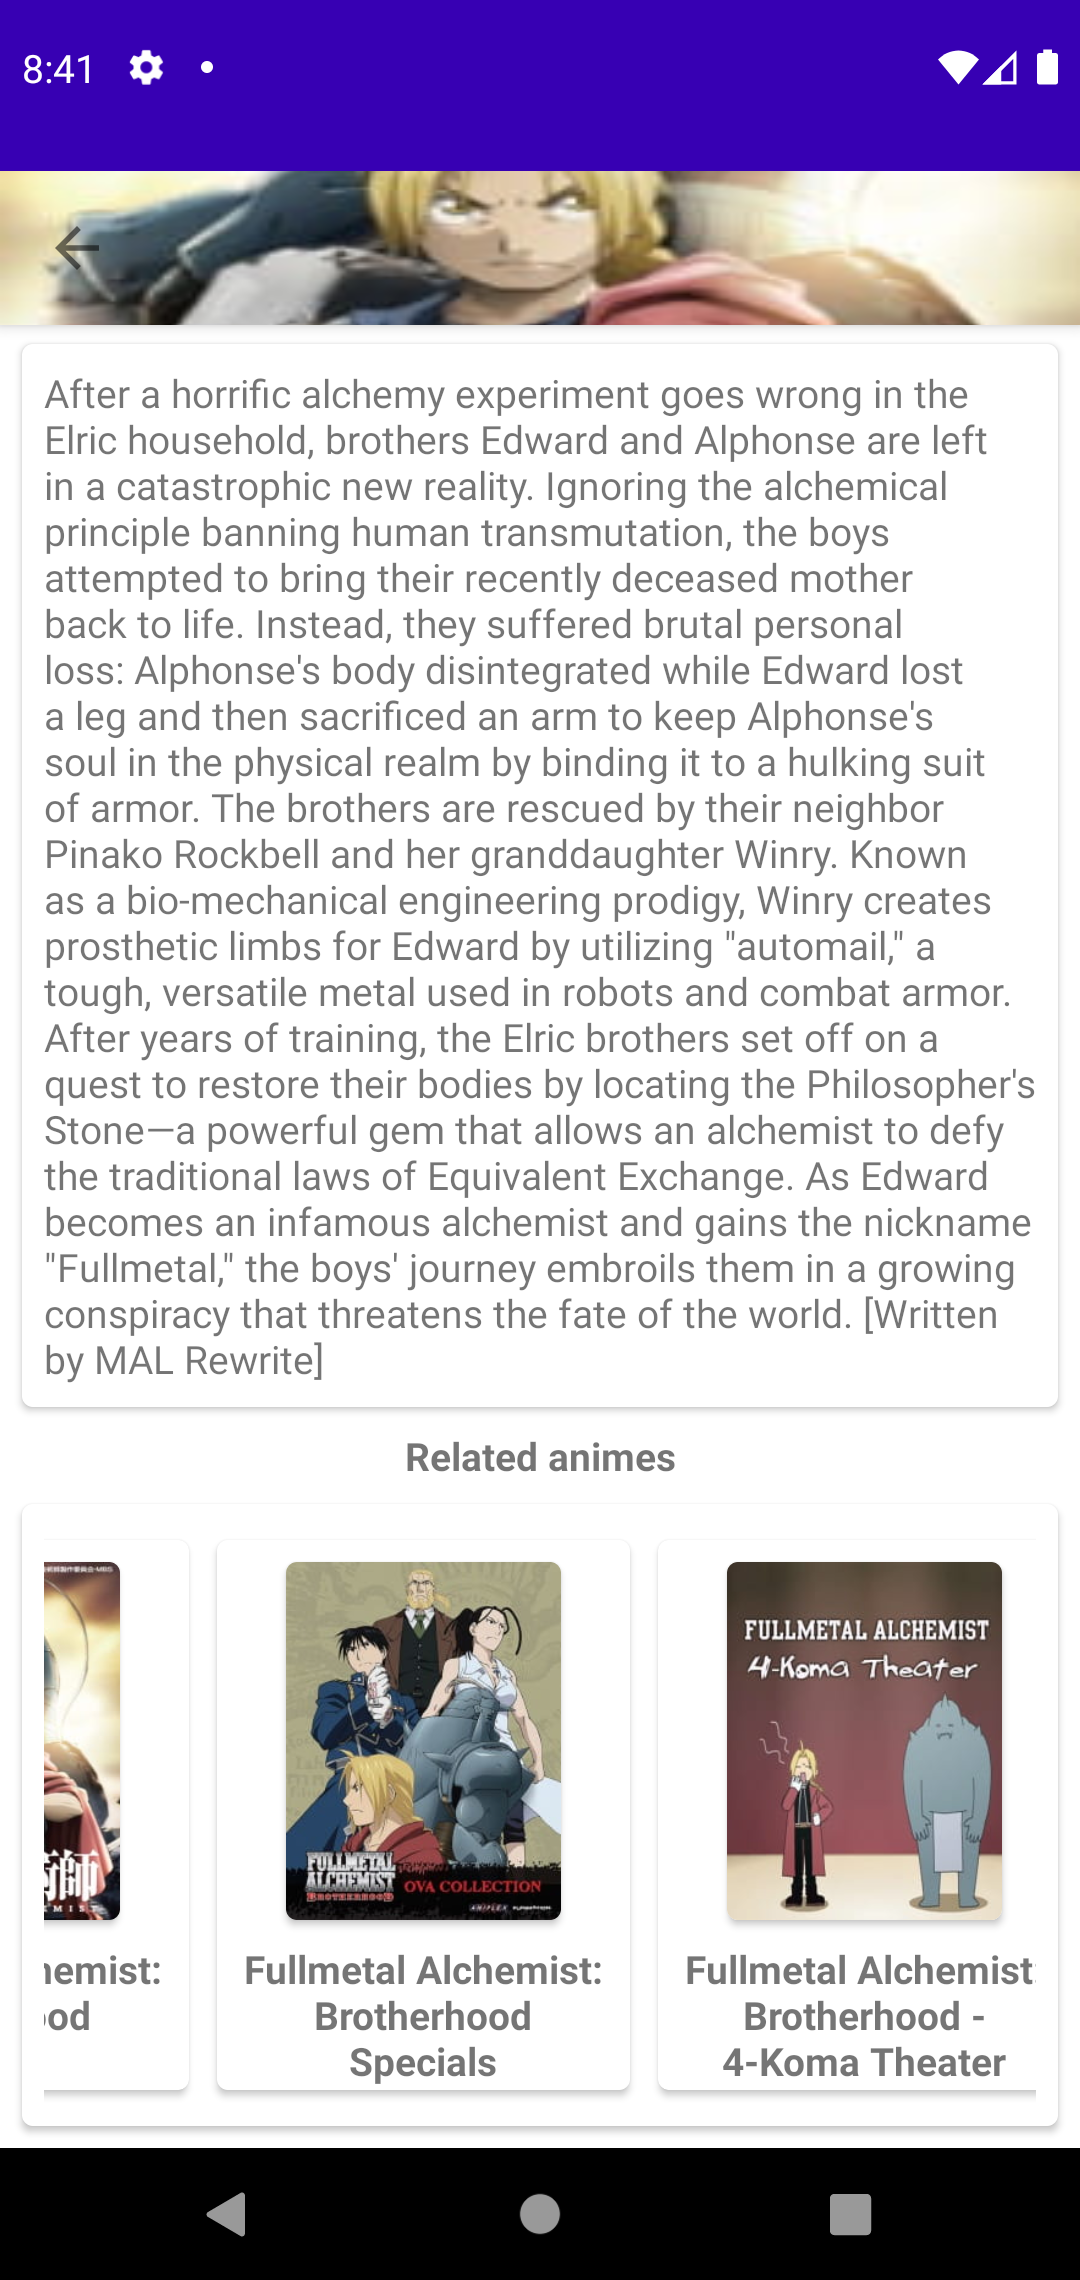 8:41
After a horrific alchemy experiment goes wrong in the
Elric household, brothers Edward and Alphonse are left
in a catastrophic new reality. Ignoring the alchemical
principle banning human transmutation, the boys
attempted to bring their recently deceased mother
back to life. Instead, they suffered brutal personal
loss: Alphonse's body disintegrated while Edward lost
a leg and then sacrificed an arm to keep Alphonse's
soul in the physical realm by binding it to a hulking suit
of armor. The brothers are rescued by their neighbor
Pinako Rockbell and her granddaughter Winry. Known
as a bio-mechanical engineering prodigy, Winry creates
prosthetic limbs for Edward by utilizing "automail," a
tough, versatile metal used in robots and combat armor.
After years of training, the Elric brothers set off on a
quest to restore their bodies by locating the Philosopher's
Stone—a powerful gem that allows an alchemist to defy
the traditional laws of Equivalent Exchange. As Edward
becomes an infamous alchemist and gains the nickname
"Fullmetal," the boys' journey embroils them in a growing
conspiracy that threatens the fate of the world. [Written
by MAL Rewrite]
Related animes
術師
EMIST
hemist:
ood
FULLMETAL
ALCHEMIST
BROTHERHOOD
OVA COLLECTION
ANIPLEX
Fullmetal Alchemist:
Brotherhood
Specials
FULLMETAL ALCHEMIST
4-Koma Theater
Fullmetal Alchemist:
Brotherhood -
4-Koma Theater